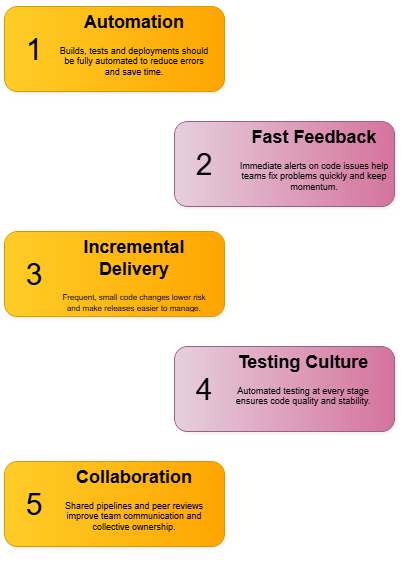 Automation
1
Builds, tests and deployments should
be fully automated to reduce errors
and save time.
Fast Feedback
2
Immediate alerts on code issues help
teams fix problems quickly and keep
momentum.
Incremental
Delivery
3
Frequent, small code changes lower risk
and make releases easier to manage.
Testing Culture
4
Automated testing at every stage
ensures code quality and stability.
Collaboration
5
Shared pipelines and peer reviews
improve team communication and
collective ownership.